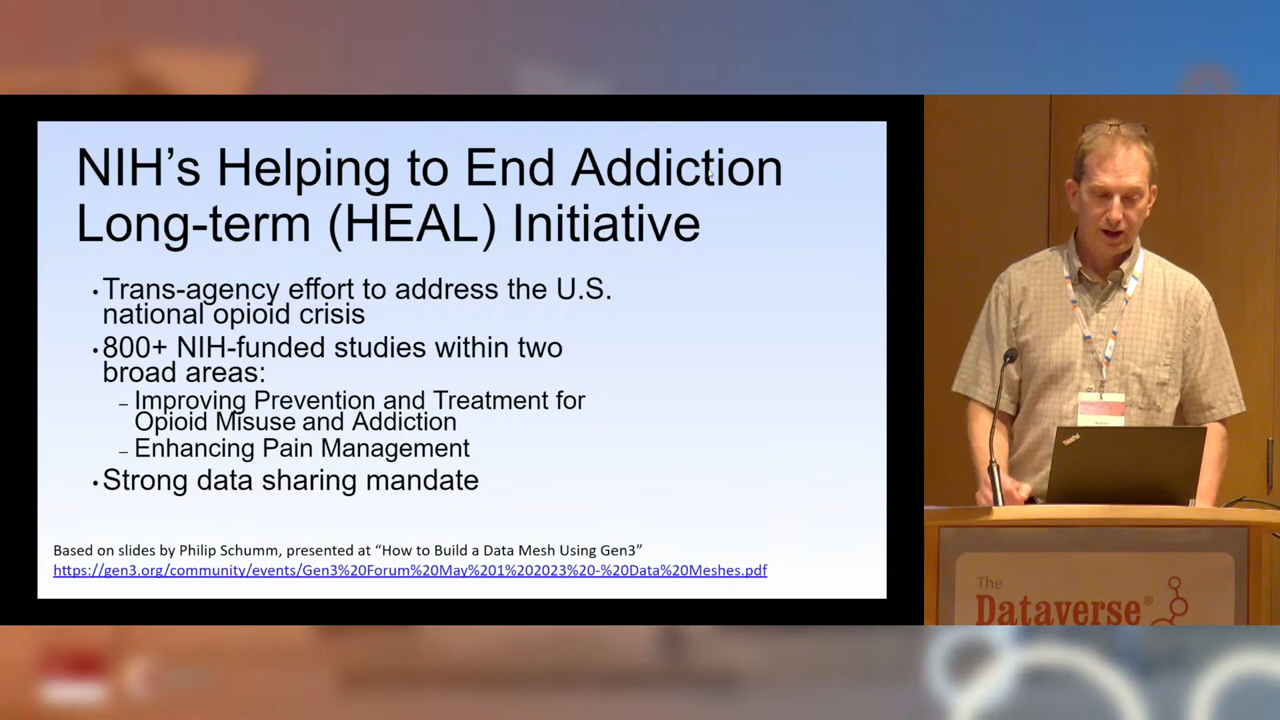 NIH’s Helping to End Addiction
Long-term (HEAL) Initiative
•Trans-agency effort to address the U.S.
national opioid crisis
•800+ NIH-funded studies within two
broad areas:
– Improving Prevention and Treatment for
Opioid Misuse and Addiction
– Enhancing Pain Management
•Strong data sharing mandate
Based on slides by Philip Schumm, presented at “How to Build a Data Mesh Using Gen3”
https://gen3.org/community/events/Gen3%20Forum%20May%201%202023%20-%20Data%20Meshes.pdf
ThinkPad
The
Dataverse®